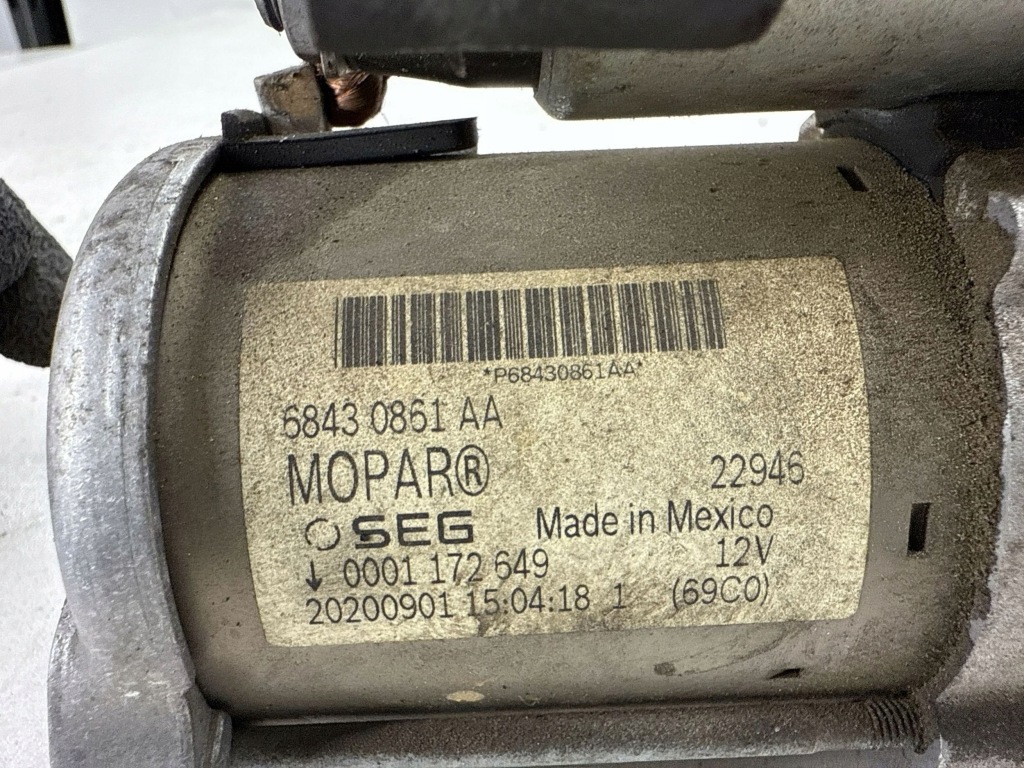 *P68430861AA*
6843 0861 AA
MOPAR® 22946
SEG Made in Mexico
↓ 0001 172 649 12V
20200901 15:04:18 1 (69C0)